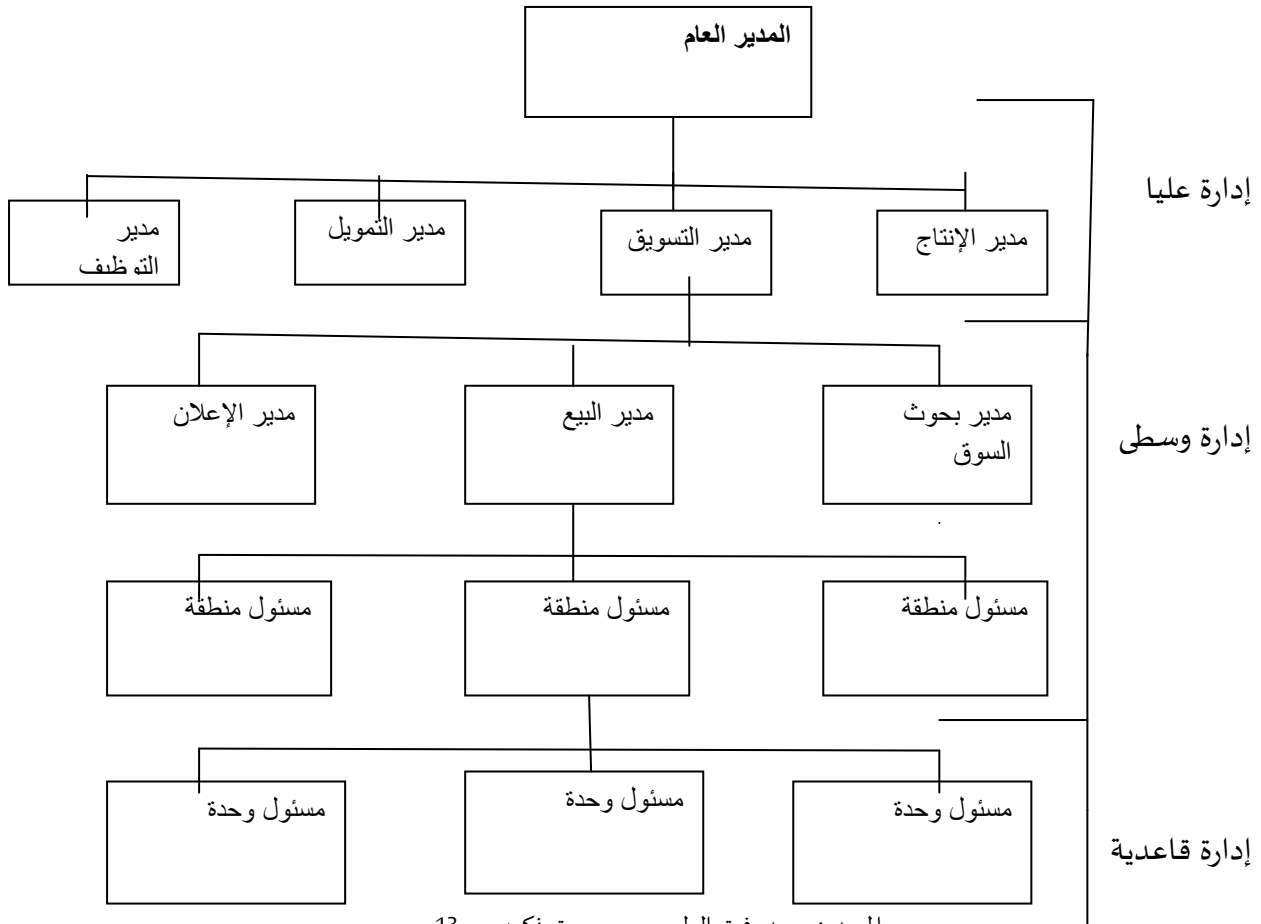 المدير العام
إدارة عليا
مدير الإنتاج
مدير التسويق
مدير التمويل
مدير
التوظيف
إدارة وسطى
مدير بحوث
السوق
مدير البيع
مدير الإعلان
مسئول منطقة
مسئول منطقة
مسئول منطقة
إدارة قاعدية
مسئول وحدة
مسئول وحدة
مسئول وحدة
13